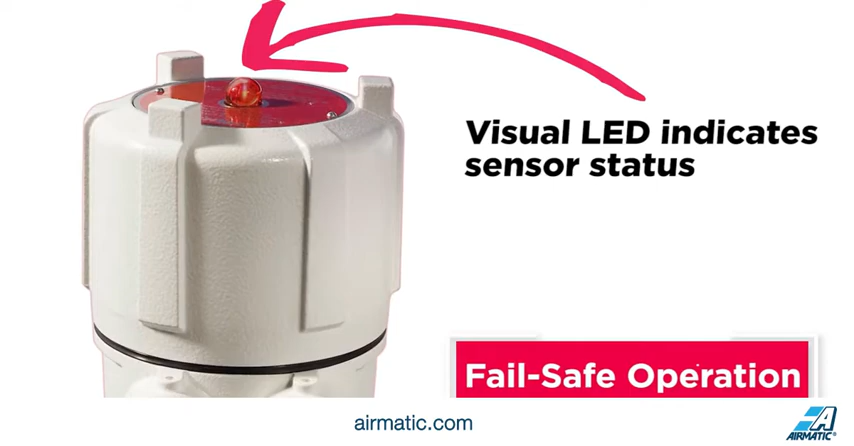 Visual LED indicates
sensor status
Fail-Safe Operation
airmatic.com
AIRMATIC®